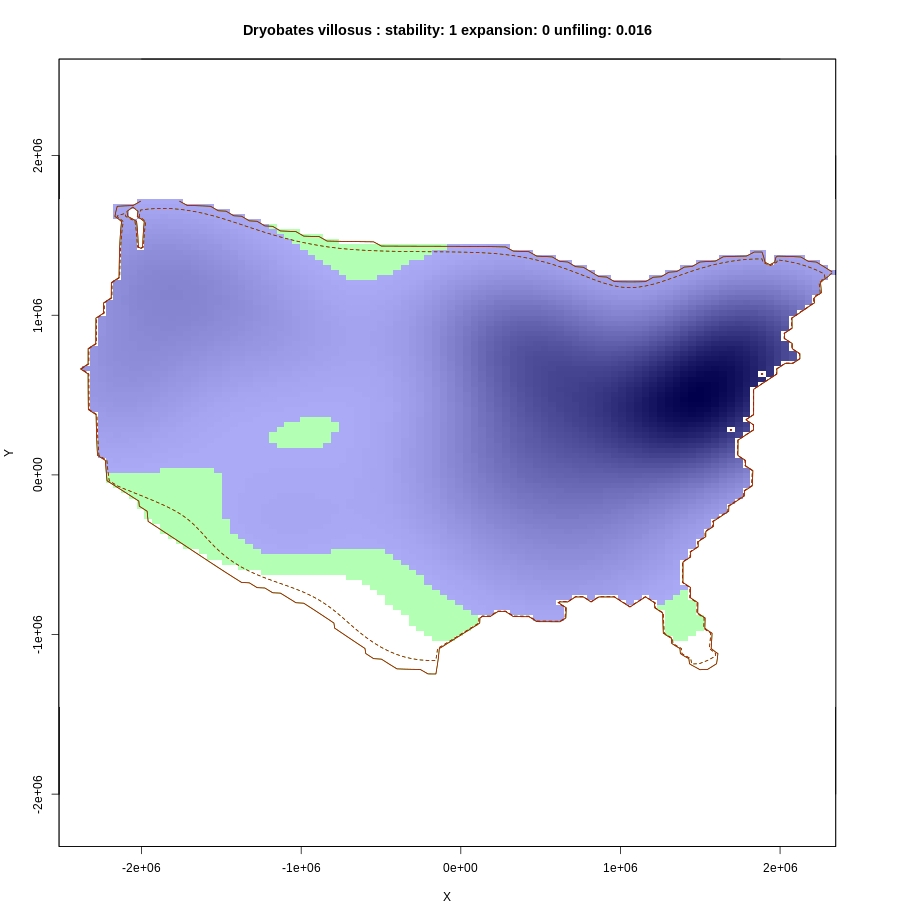 Dryobates villosus : stability: 1 expansion: 0 unfiling: 0.016
2e+06
1e+06
0e+00
-1e+06
-2e+06
Y
-2e+06 -1e+06 0e+00 1e+06 2e+06
X